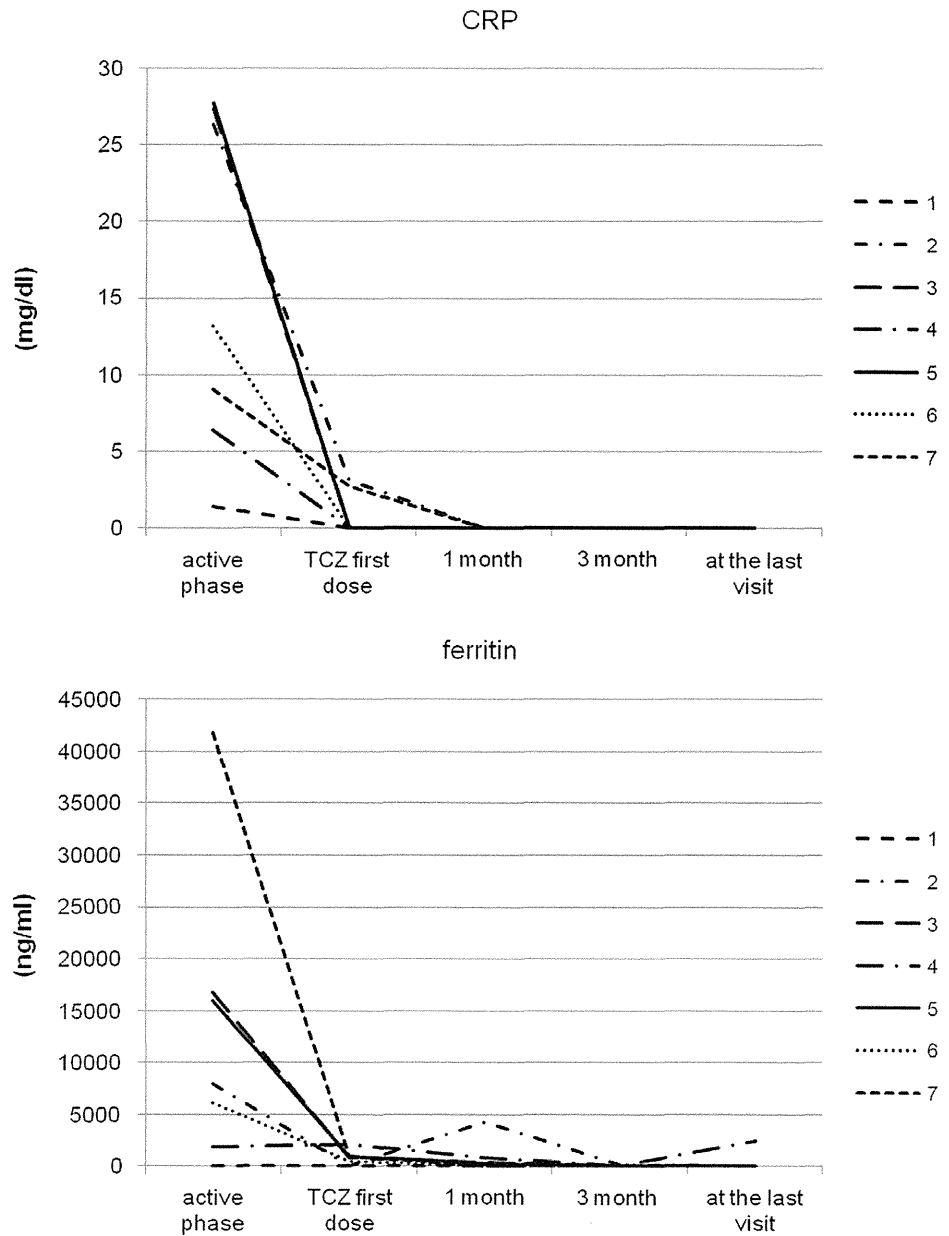 CRP
30
25
20
15
10
5
0
(mg/dl)
active phase
TCZ first dose
1 month
3 month
at the last visit
1
2
3
4
5
6
7
ferritin
45000
40000
35000
30000
25000
20000
15000
10000
5000
0
(ng/ml)
active phase
TCZ first dose
1 month
3 month
at the last visit
1
2
3
4
5
6
7